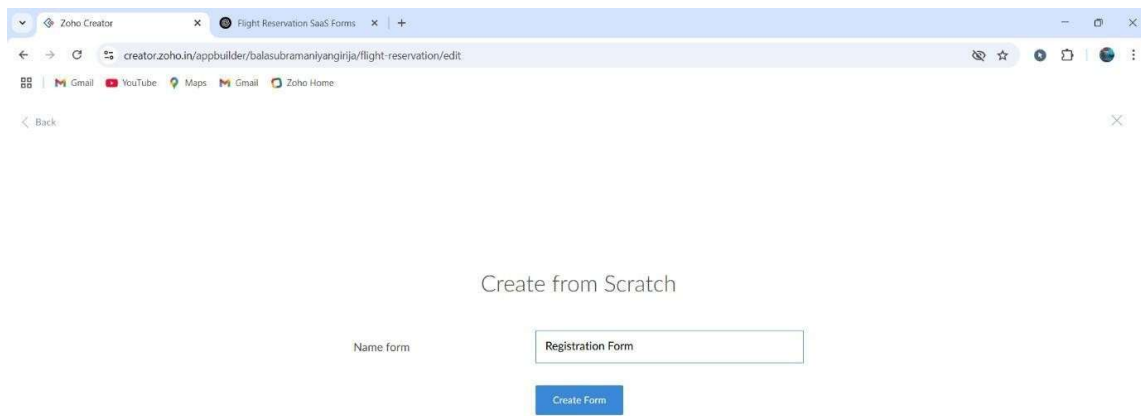 Zoho Creator
Flight Reservation SaaS Forms
creator.zoho.in/appbuilder/balasubramaniyangirija/flight-reservation/edit
Gmail YouTube Maps Gmail Zoho Home
Back
Create from Scratch
Name form Registration Form
Create Form